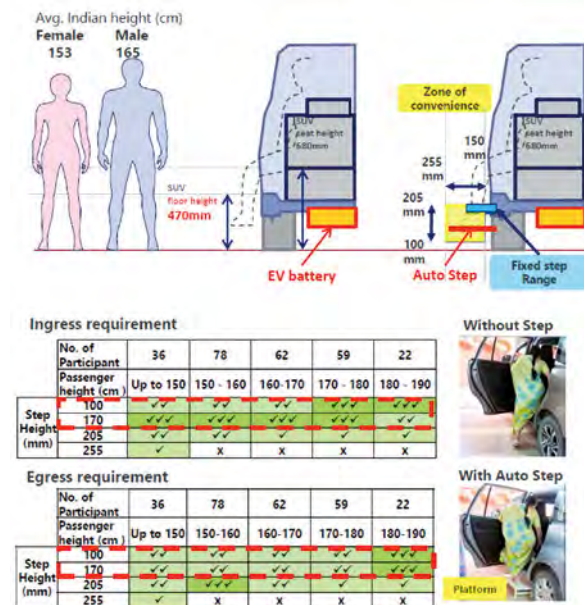 Avg. Indian height (cm)
Female Male
153 165
SUV
seat height
680mm
SUV
floor height
470mm
EV battery
Zone of
convenience
255
mm
150
mm
SUV
seat height
680mm
205
mm
100
mm
Auto Step
Fixed step
Range
Ingress requirement
No. of Participant 36 78 62 59 22
Passenger height (cm ) Up to 150 150 - 160 160-170 170 - 180 180 - 190
Step Height (mm)
100 ✓✓ ✓✓ ✓✓ ✓✓✓ ✓✓✓
170 ✓✓✓ ✓✓✓ ✓✓✓ ✓✓✓ ✓✓
205 ✓✓ ✓✓ ✓ ✓ ✓
255 ✓ x x x x
Without Step
Egress requirement
No. of Participant 36 78 62 59 22
Passenger height (cm ) Up to 150 150-160 160-170 170-180 180-190
Step Height (mm)
100 ✓✓ ✓✓ ✓✓ ✓✓ ✓✓✓
170 ✓✓ ✓✓ ✓✓ ✓✓ ✓✓✓
205 ✓✓ ✓✓✓ ✓✓ ✓ ✓
255 ✓ x x x x
With Auto Step
Platform